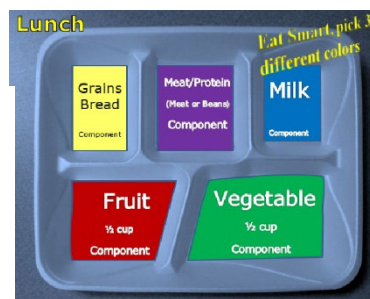 Lunch
Eat Smart, pick 3
different colors
Grains
Bread
Component
Meat/Protein
(Meat or Beans)
Component
Milk
Component
Fruit
½ cup
Component
Vegetable
½ cup
Component